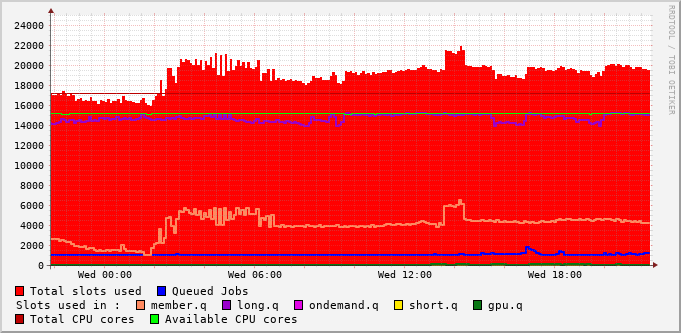 24000
22000
20000
18000
16000
14000
12000
10000
8000
6000
4000
2000
0
Wed 00:00 Wed 06:00 Wed 12:00 Wed 18:00
RRDTOOL / TOBI OETIKER
Total slots used Queued Jobs
Slots used in : member.q long.q ondemand.q short.q gpu.q
Total CPU cores Available CPU cores